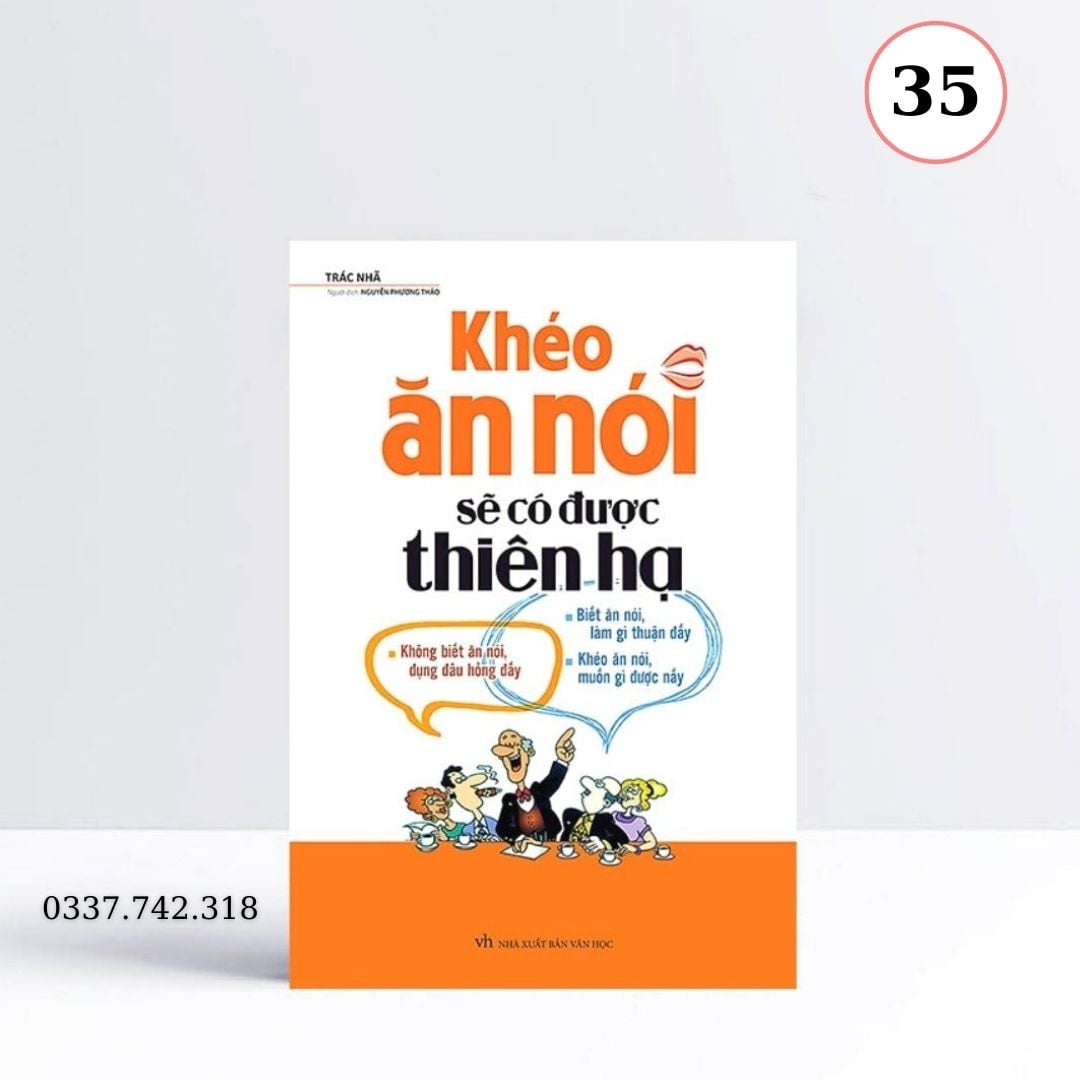 35
TRÁC NHÃ
Người dịch: NGUYỄN PHƯƠNG THẢO
Khéo
ăn nói
sẽ có được
thiên hạ
Biết ăn nói,
làm gì thuận đấy
Không biết ăn nói,
đụng đâu hỏng đấy
Khéo ăn nói,
muốn gì được nấy
0337.742.318
vh NHÀ XUẤT BẢN VĂN HỌC